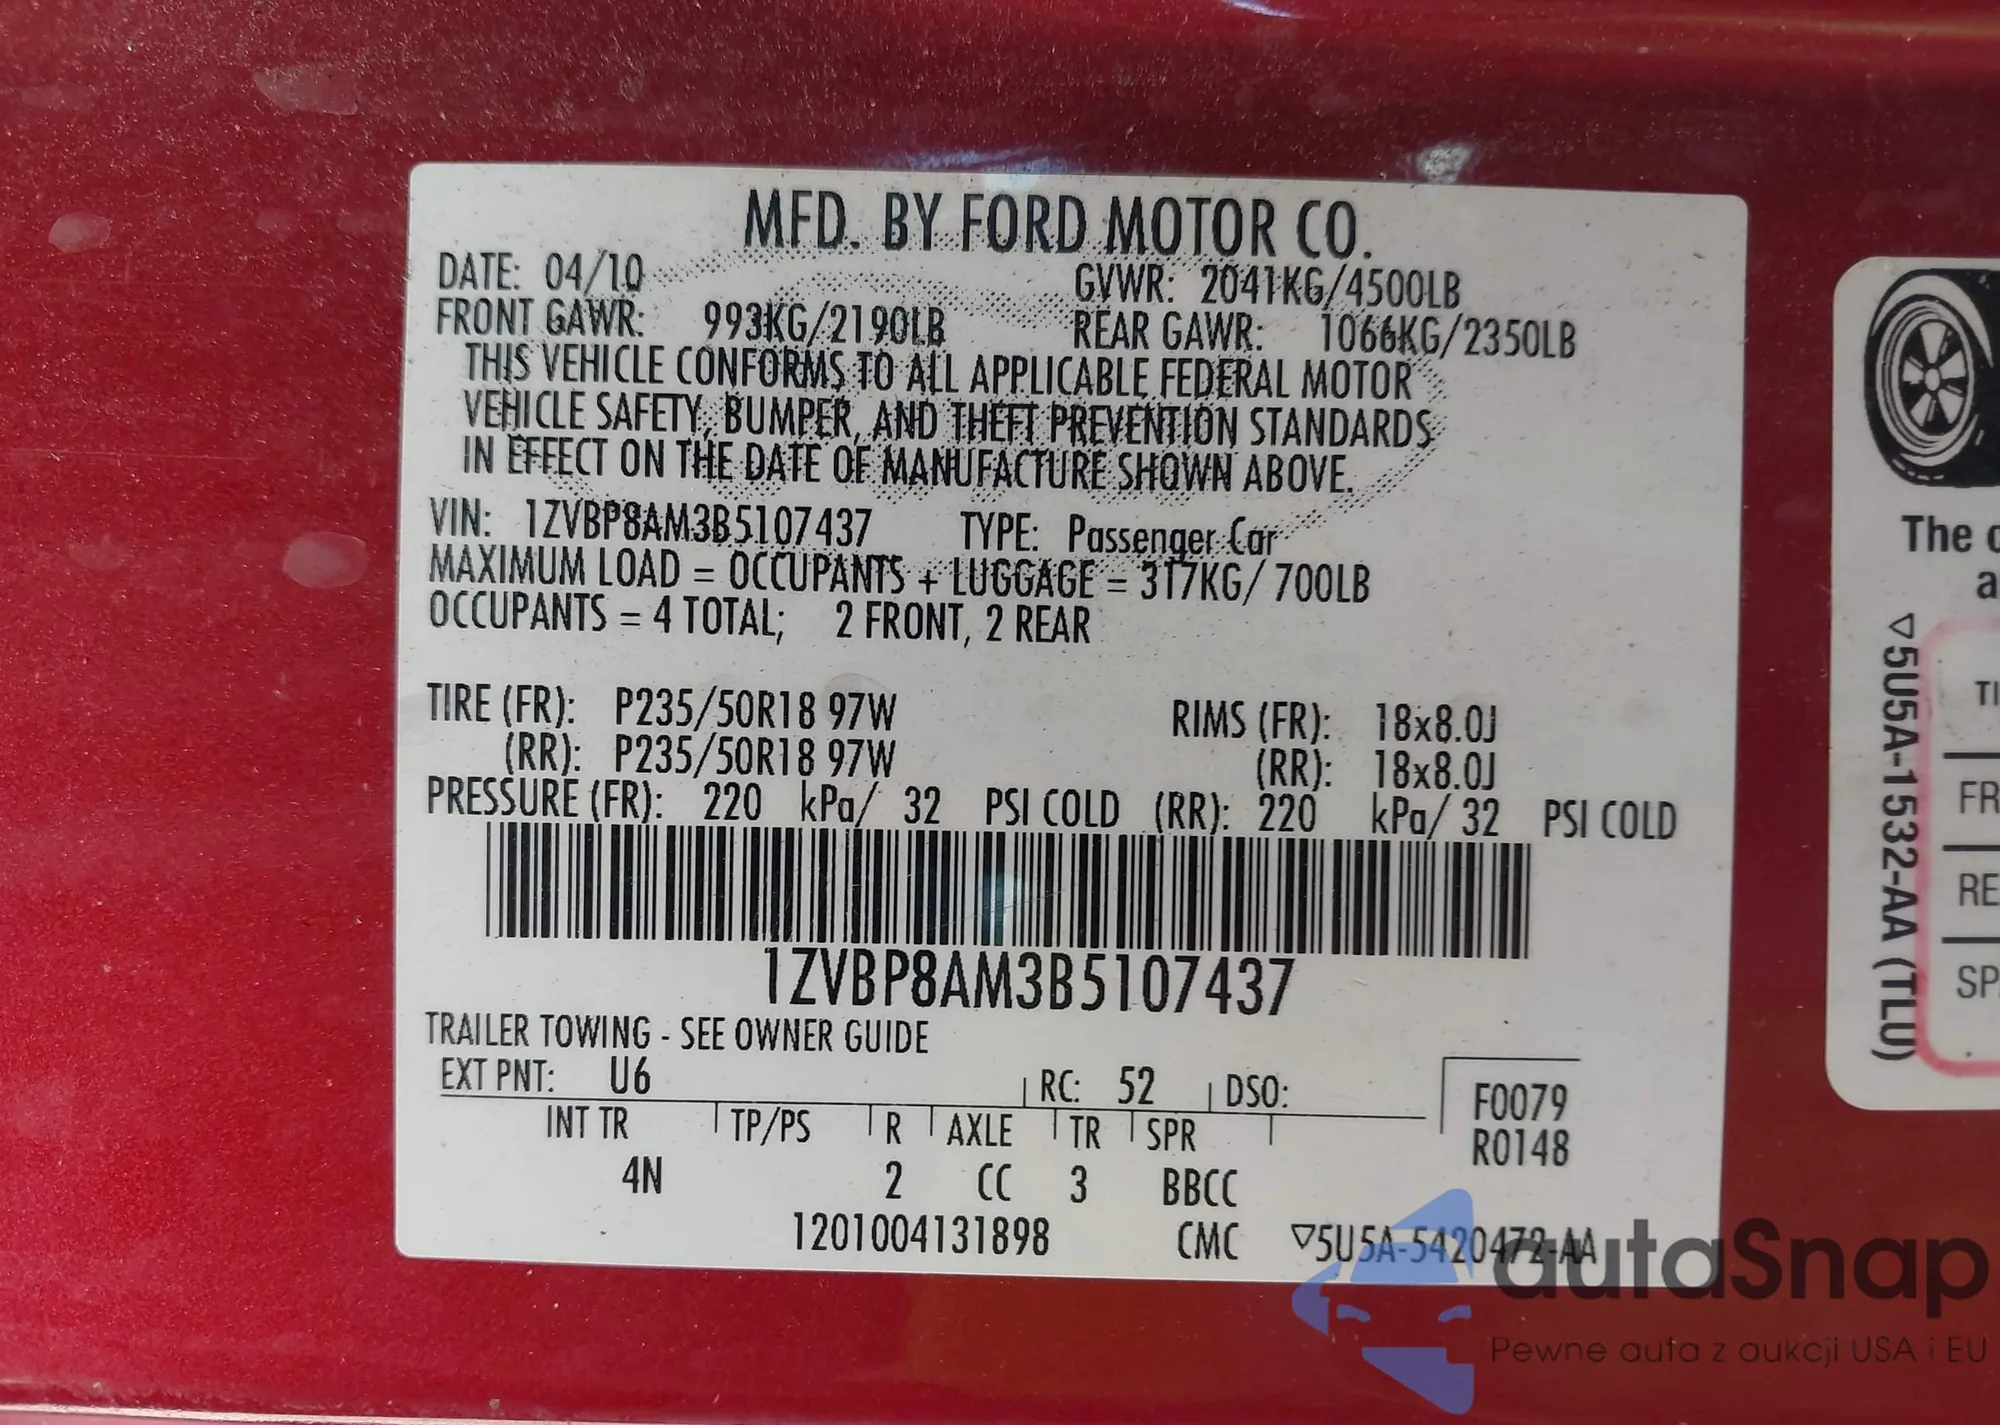 MFD. BY FORD MOTOR CO.
DATE: 04/10 GVWR: 2041KG/4500LB
FRONT GAWR: 993KG/2190LB REAR GAWR: 1066KG/2350LB
THIS VEHICLE CONFORMS TO ALL APPLICABLE FEDERAL MOTOR
VEHICLE SAFETY, BUMPER, AND THEFT PREVENTION STANDARDS
IN EFFECT ON THE DATE OF MANUFACTURE SHOWN ABOVE.
VIN: 1ZVBP8AM3B5107437 TYPE: Passenger Car
MAXIMUM LOAD = OCCUPANTS + LUGGAGE = 317KG/ 700LB
OCCUPANTS = 4 TOTAL; 2 FRONT, 2 REAR
TIRE (FR): P235/50R18 97W RIMS (FR): 18x8.0J
(RR): P235/50R18 97W (RR): 18x8.0J
PRESSURE (FR): 220 kPa/ 32 PSI COLD (RR): 220 kPa/ 32 PSI COLD
1ZVBP8AM3B5107437
TRAILER TOWING - SEE OWNER GUIDE
EXT PNT: U6 RC: 52 DSO:
F0079
R0148
INT TR TP/PS R AXLE TR SPR
4N 2 CC 3 BBCC
1201004131898 CMC ▽5U5A-5420472-AA
The
▽5U5A-1532-AA (TLU)
TI
FR
RE
SP
autaSnap
Pewne auta z aukcji USA i EU